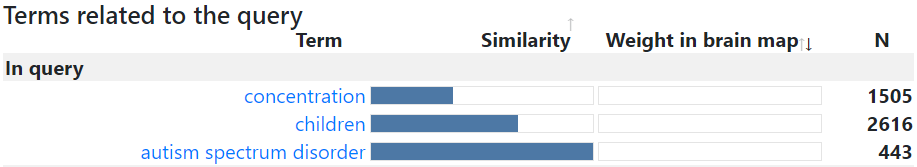 Terms related to the query
Term Similarity↑ Weight in brain map↑↓ N
In query
concentration 1505
children 2616
autism spectrum disorder 443